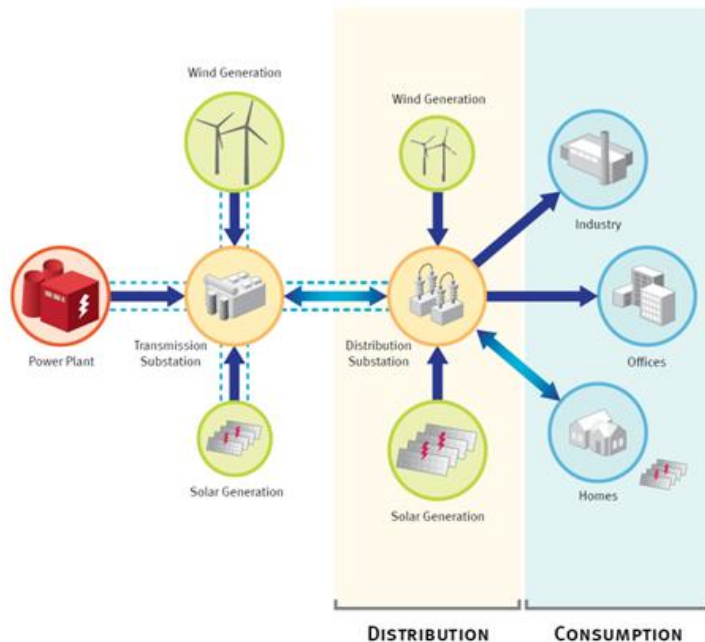 Wind Generation
Wind Generation
Industry
Power Plant
Transmission
Substation
Distribution
Substation
Offices
Solar Generation
Solar Generation
Homes
DISTRIBUTION
CONSUMPTION